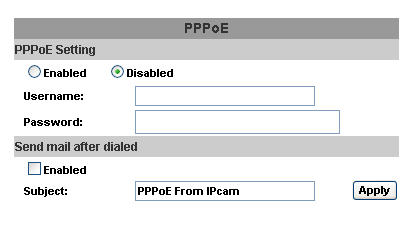 PPPoE
PPPoE Setting
Enabled Disabled
Username:
Password:
Send mail after dialed
Enabled
Subject: PPPoE From IPcam Apply